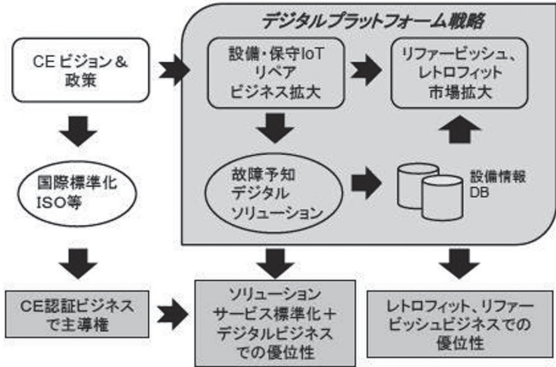 デジタルプラットフォーム戦略
CEビジョン&
政策
設備・保守IoT
リペア
ビジネス拡大
リファービッシュ、
レトロフィット
市場拡大
国際標準化
ISO等
故障予知
デジタル
ソリューション
設備情報
DB
CE認証ビジネス
で主導権
ソリューション
サービス標準化+
デジタルビジネス
での優位性
レトロフィット、リファー
ビッシュビジネスでの
優位性